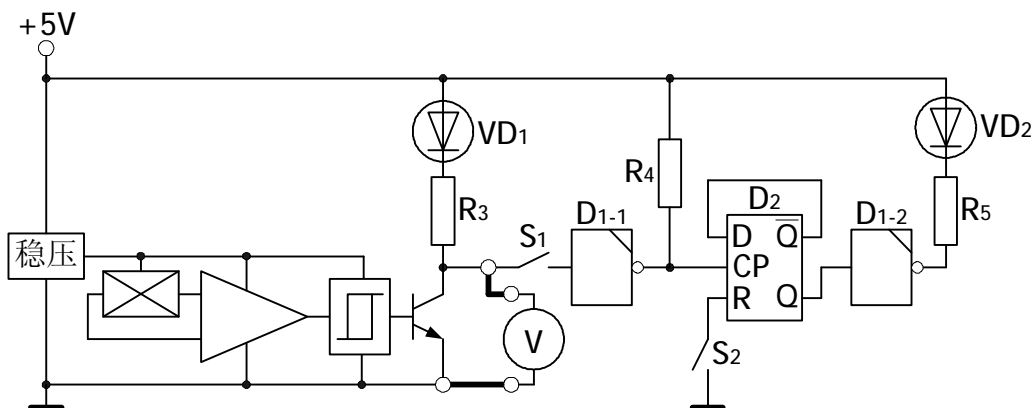 +5V
VD1
R4
VD2
R3
D1-1
D2
D1-2
R5
稳压
S1
D Q̅
CP
R Q
V
S2